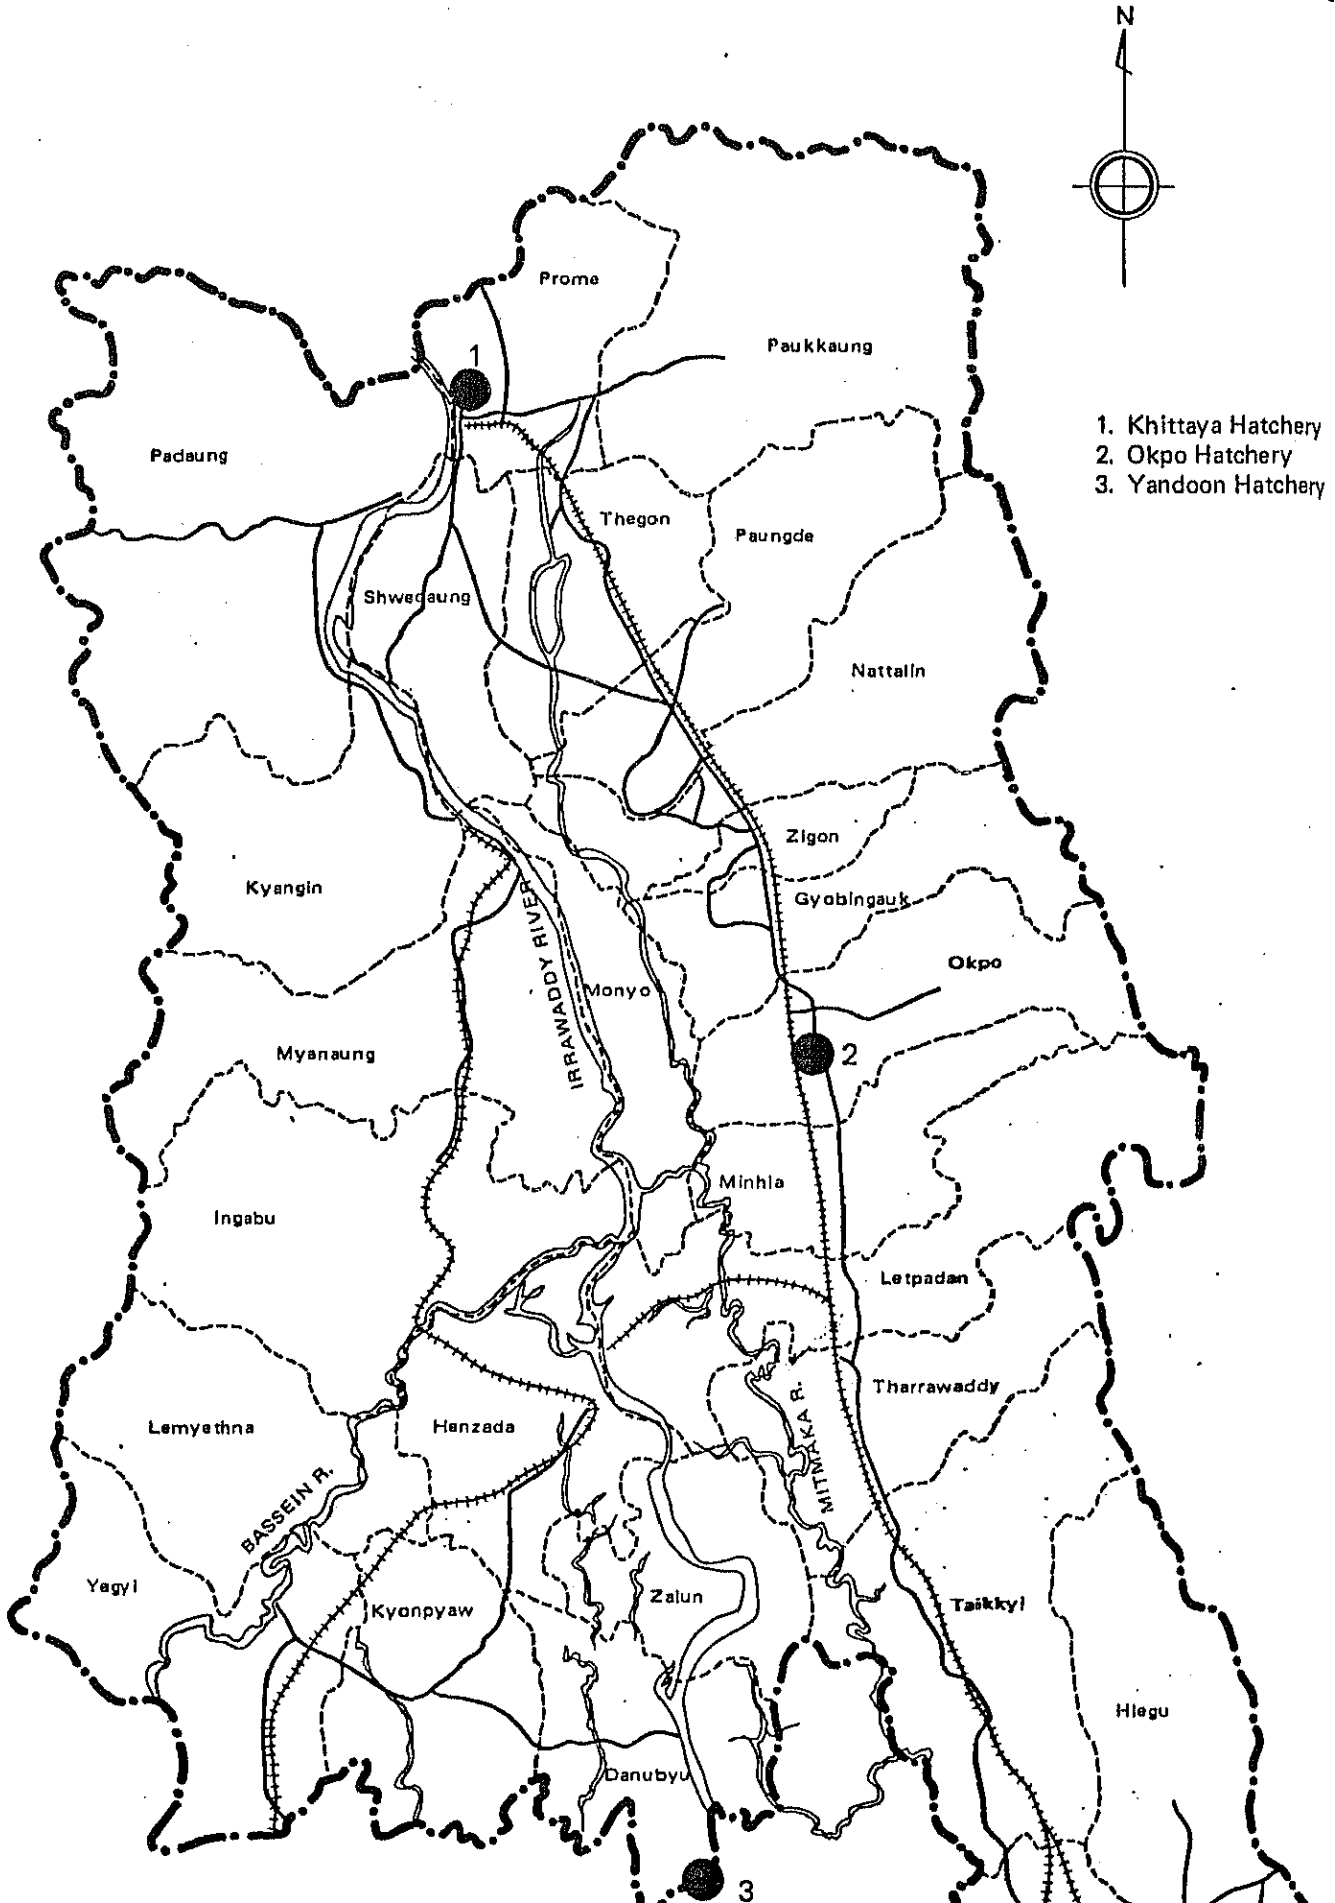 N
Prome
Paukkaung
1
1. Khittaya Hatchery
2. Okpo Hatchery
3. Yandoon Hatchery
Padaung
Thegon
Paungde
Shwedaung
Nattalin
Zigon
Kyangin
Gyobingauk
IRRAWADDY RIVER
Okpo
Monyo
Myanaung
2
Minhla
Ingabu
Letpadan
Tharrawaddy
MITMAKA R.
Lemyethna
Henzada
BASSEIN R.
Yegyi
Kyonpyaw
Zalun
Taikkyi
Hlegu
Danubyu
3